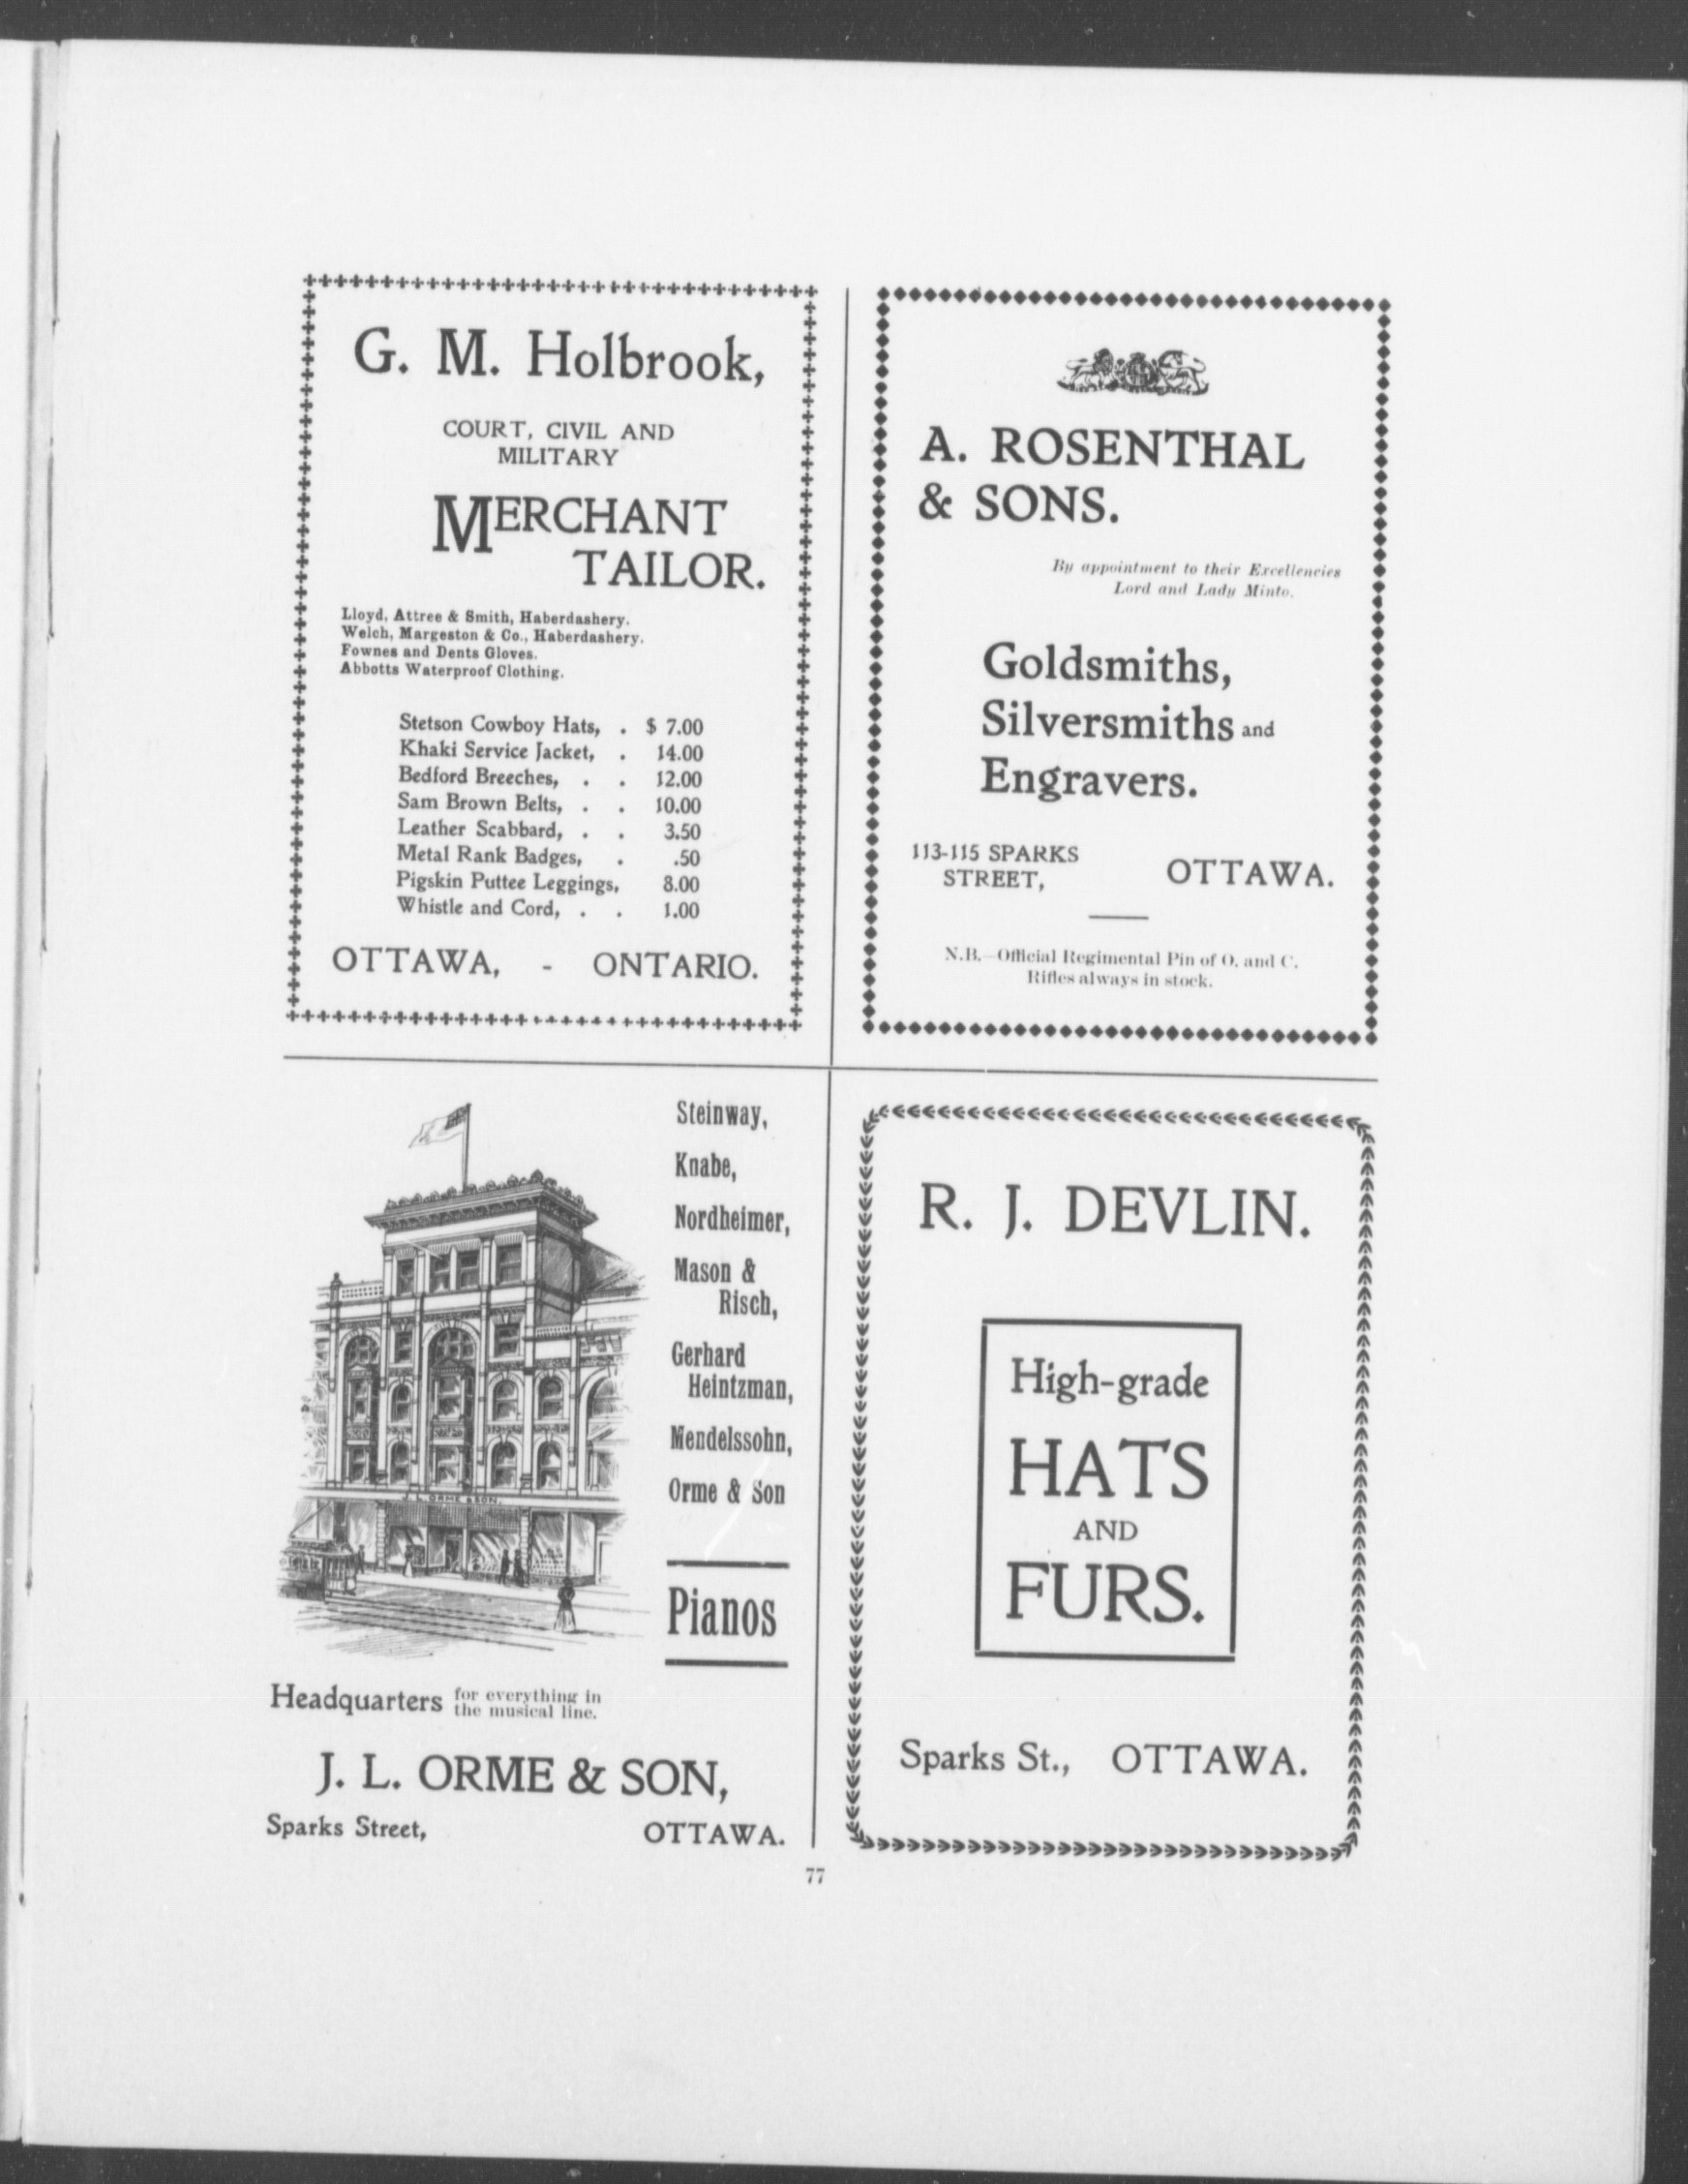 G. M. Holbrook,
COURT, CIVIL AND
MILITARY
MERCHANT
TAILOR.
Lloyd, Attree & Smith, Haberdashery.
Welch, Margeston & Co., Haberdashery.
Fownes and Dents Gloves.
Abbotts Waterproof Clothing.
Stetson Cowboy Hats, . $ 7.00
Khaki Service Jacket, . 14.00
Bedford Breeches, . . 12.00
Sam Brown Belts, . . 10.00
Leather Scabbard, . . 3.50
Metal Rank Badges, . .50
Pigskin Puttee Leggings, 8.00
Whistle and Cord, . . 1.00
OTTAWA, - ONTARIO.
A. ROSENTHAL
& SONS.
By appointment to their Excellencies
Lord and Lady Minto.
Goldsmiths,
Silversmiths and
Engravers.
113-115 SPARKS
STREET,
OTTAWA.
N.B.—Official Regimental Pin of O. and C.
Rifles always in stock.
Steinway,
Knabe,
Nordheimer,
Mason &
Risch,
Gerhard
Heintzman,
Mendelssohn,
Orme & Son
Pianos
J. L. ORME & SON.
Headquarters for everything in
the musical line.
J. L. ORME & SON,
Sparks Street, OTTAWA.
R. J. DEVLIN.
High-grade
HATS
AND
FURS.
Sparks St., OTTAWA.
77